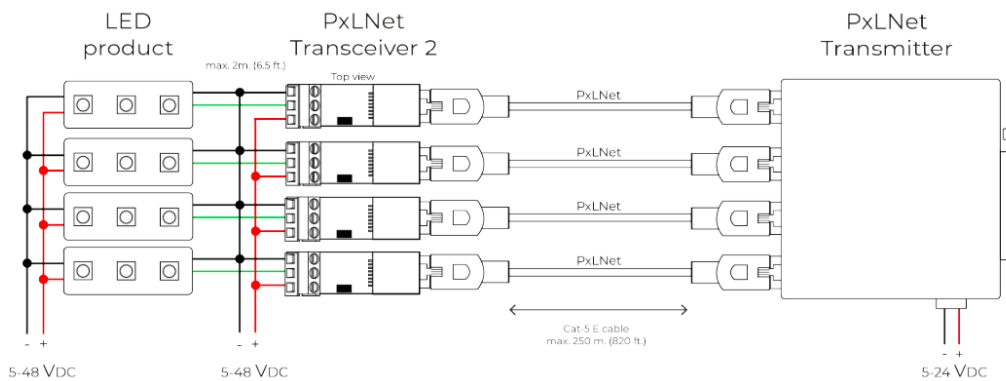 LED
product
PxLNet
Transceiver 2
PxLNet
Transmitter
max. 2m. (6.5 ft.)
Top view
PxLNet
PxLNet
PxLNet
PxLNet
Cat-5 E cable
max. 250 m. (820 ft.)
- +
- +
- +
5-48 VDC
5-48 VDC
5-24 VDC